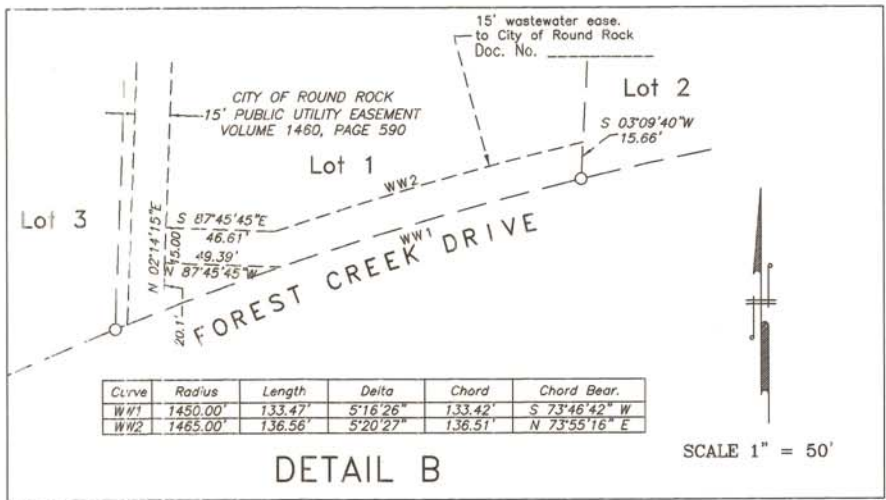 15' wastewater ease.
to City of Round Rock
Doc. No.
Lot 2
CITY OF ROUND ROCK
15' PUBLIC UTILITY EASEMENT
VOLUME 1460, PAGE 590
S 03°09'40"W
15.66'
Lot 1
WW2
Lot 3
N 02°14'15"E
15.00'
S 87°45'45"E
46.61'
49.39'
N 87°45'45"W
WW1
20.1'
FOREST CREEK DRIVE
Curve Radius Length Delta Chord Chord Bear.
WW1 1450.00' 133.47' 5°16'26" 133.42' S 73°46'42" W
WW2 1465.00' 136.56' 5°20'27" 136.51' N 73°55'16" E
DETAIL B
SCALE 1" = 50'